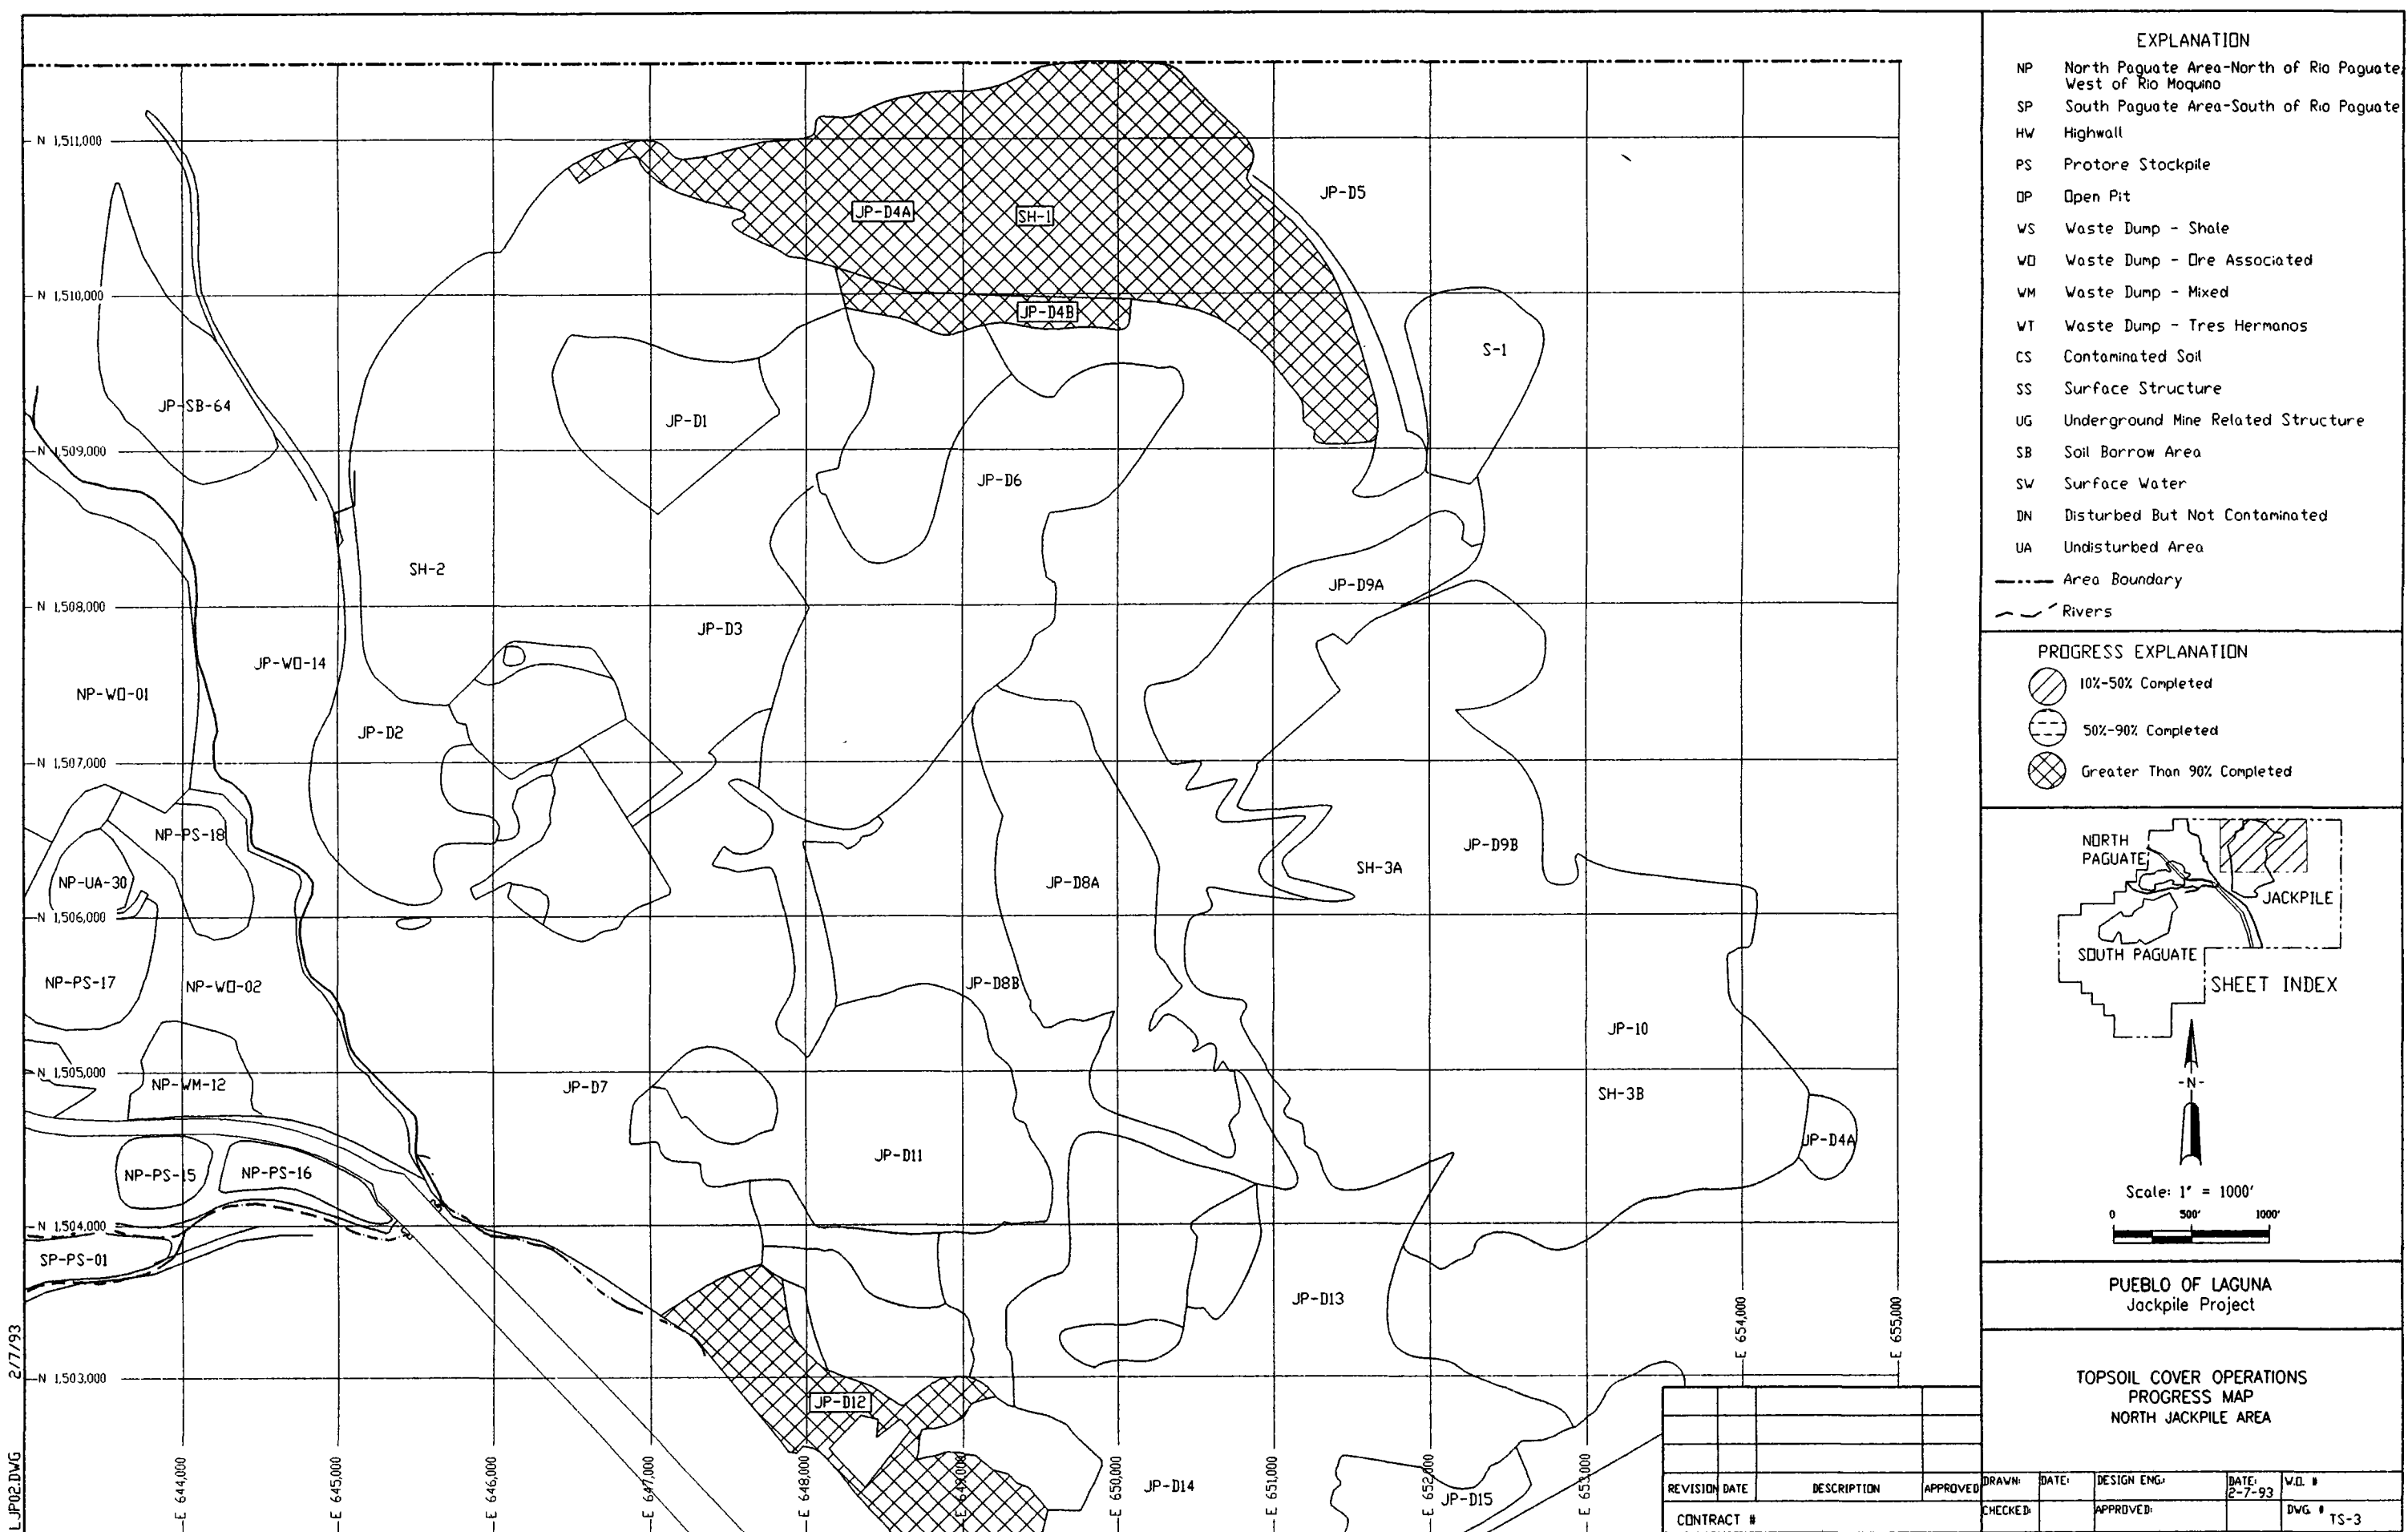 N 1,511,000
N 1,510,000
N 1,509,000
N 1,508,000
N 1,507,000
N 1,506,000
N 1,505,000
N 1,504,000
N 1,503,000
JP-D5
JP-D4A
SH-1
JP-D4B
S-1
JP-SB-64
JP-D1
JP-D6
SH-2
JP-D9A
JP-D3
JP-WO-14
NP-WO-01
JP-D2
NP-PS-18
JP-D9B
SH-3A
NP-UA-30
JP-D8A
NP-PS-17
NP-WO-02
JP-D8B
JP-10
NP-WM-12
JP-D7
SH-3B
JP-D4A
JP-D11
NP-PS-15
NP-PS-16
SP-PS-01
JP-D13
JP-D12
JP-D14
JP-D15
E 644,000
E 645,000
E 646,000
E 647,000
E 648,000
E 649,000
E 650,000
E 651,000
E 652,000
E 653,000
E 654,000
E 655,000
LJP02.DWG 2/7/93
EXPLANATION
NP North Paguate Area-North of Rio Paguate,
West of Rio Moquino
SP South Paguate Area-South of Rio Paguate
HW Highwall
PS Protore Stockpile
OP Open Pit
WS Waste Dump - Shale
WO Waste Dump - Ore Associated
WM Waste Dump - Mixed
WT Waste Dump - Tres Hermanos
CS Contaminated Soil
SS Surface Structure
UG Underground Mine Related Structure
SB Soil Borrow Area
SW Surface Water
DN Disturbed But Not Contaminated
UA Undisturbed Area
Area Boundary
Rivers
PROGRESS EXPLANATION
10%-50% Completed
50%-90% Completed
Greater Than 90% Completed
NORTH
PAGUATE
JACKPILE
SOUTH PAGUATE
SHEET INDEX
-N-
Scale: 1" = 1000'
0 500' 1000'
PUEBLO OF LAGUNA
Jackpile Project
TOPSOIL COVER OPERATIONS
PROGRESS MAP
NORTH JACKPILE AREA
REVISION DATE DESCRIPTION APPROVED
CONTRACT #
DRAWN: DATE: DESIGN ENG.: DATE: W.O. #
2-7-93
CHECKED: APPROVED: DWG. # TS-3